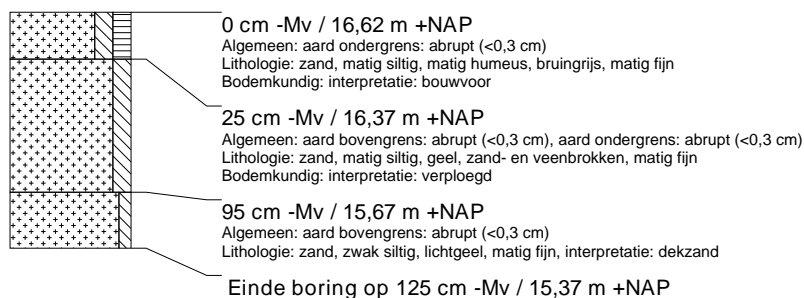 0 cm -Mv / 16,62 m +NAP
Algemeen: aard ondergrens: abrupt (<0,3 cm)
Lithologie: zand, matig siltig, matig humeus, bruingrijs, matig fijn
Bodemkundig: interpretatie: bouwvoor
25 cm -Mv / 16,37 m +NAP
Algemeen: aard bovengrens: abrupt (<0,3 cm), aard ondergrens: abrupt (<0,3 cm)
Lithologie: zand, matig siltig, geel, zand- en veenbrokken, matig fijn
Bodemkundig: interpretatie: verploegd
95 cm -Mv / 15,67 m +NAP
Algemeen: aard bovengrens: abrupt (<0,3 cm)
Lithologie: zand, zwak siltig, lichtgeel, matig fijn, interpretatie: dekzand
Einde boring op 125 cm -Mv / 15,37 m +NAP